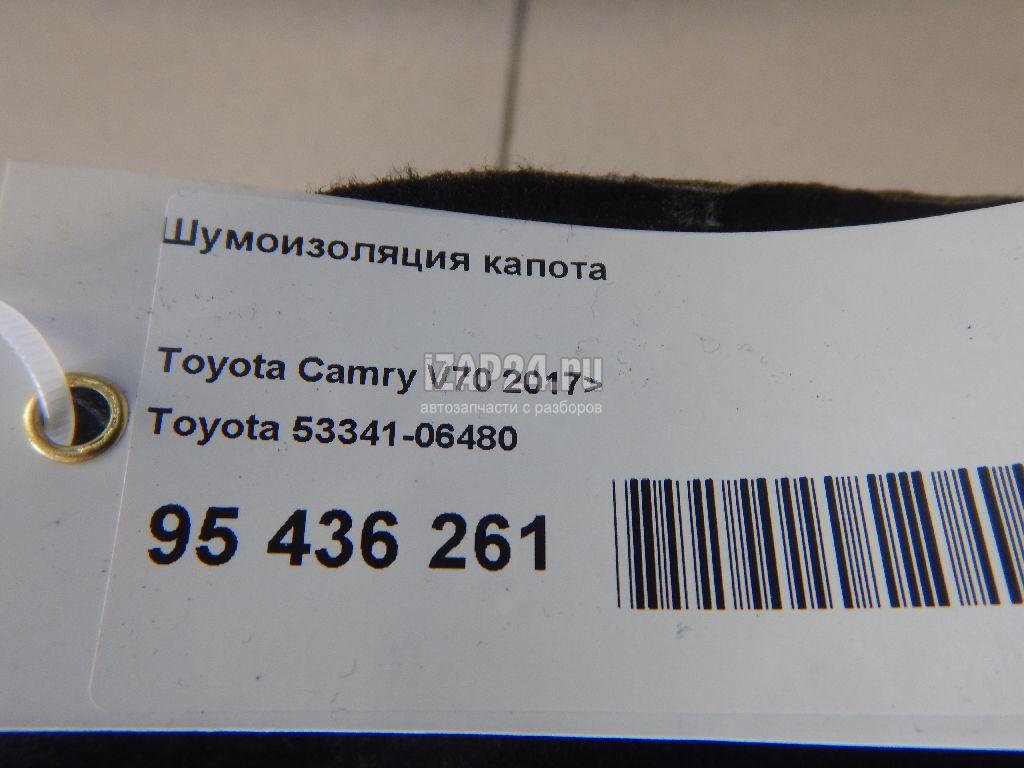 Шумоизоляция капота
Toyota Camry V70 2017>
iZAP24.ru
автозапчасти с разборов
Toyota 53341-06480
95 436 261